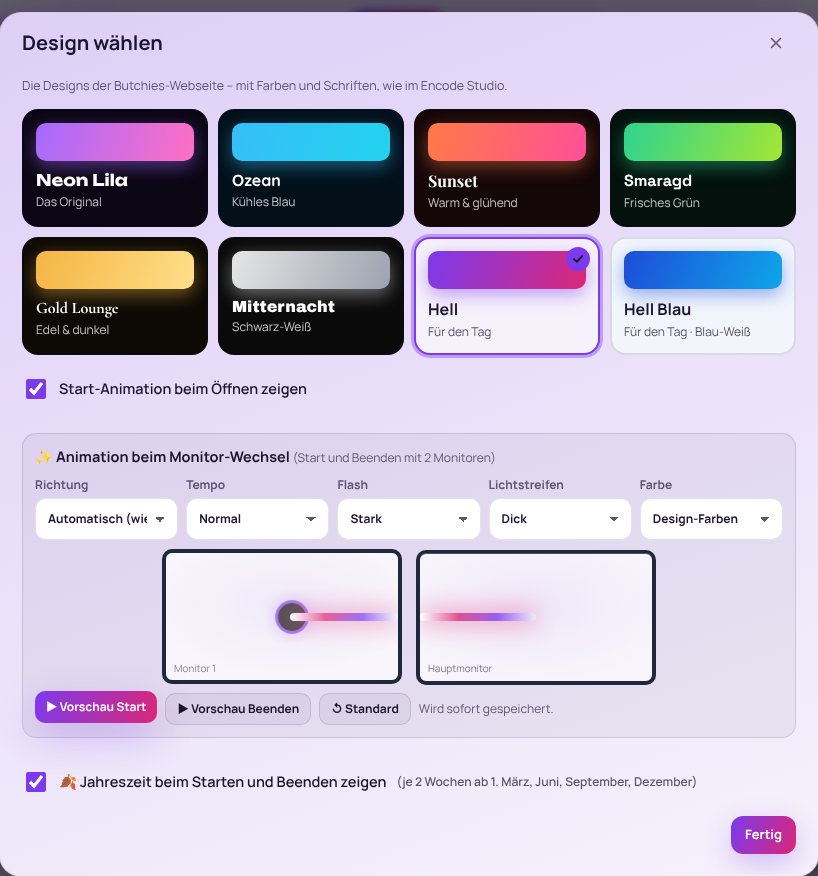 Design wählen
Die Designs der Butchies-Webseite – mit Farben und Schriften, wie im Encode Studio.
Neon Lila
Das Original
Ozean
Kühles Blau
Sunset
Warm & glühend
Smaragd
Frisches Grün
Gold Lounge
Edel & dunkel
Mitternacht
Schwarz-Weiß
Hell
Für den Tag
Hell Blau
Für den Tag · Blau-Weiß
Start-Animation beim Öffnen zeigen
✨ Animation beim Monitor-Wechsel (Start und Beenden mit 2 Monitoren)
Richtung
Automatisch (wie
Tempo
Normal
Flash
Stark
Lichtstreifen
Dick
Farbe
Design-Farben
Monitor 1
Hauptmonitor
▶ Vorschau Start
▶ Vorschau Beenden
↺ Standard
Wird sofort gespeichert.
🍂 Jahreszeit beim Starten und Beenden zeigen (je 2 Wochen ab 1. März, Juni, September, Dezember)
Fertig